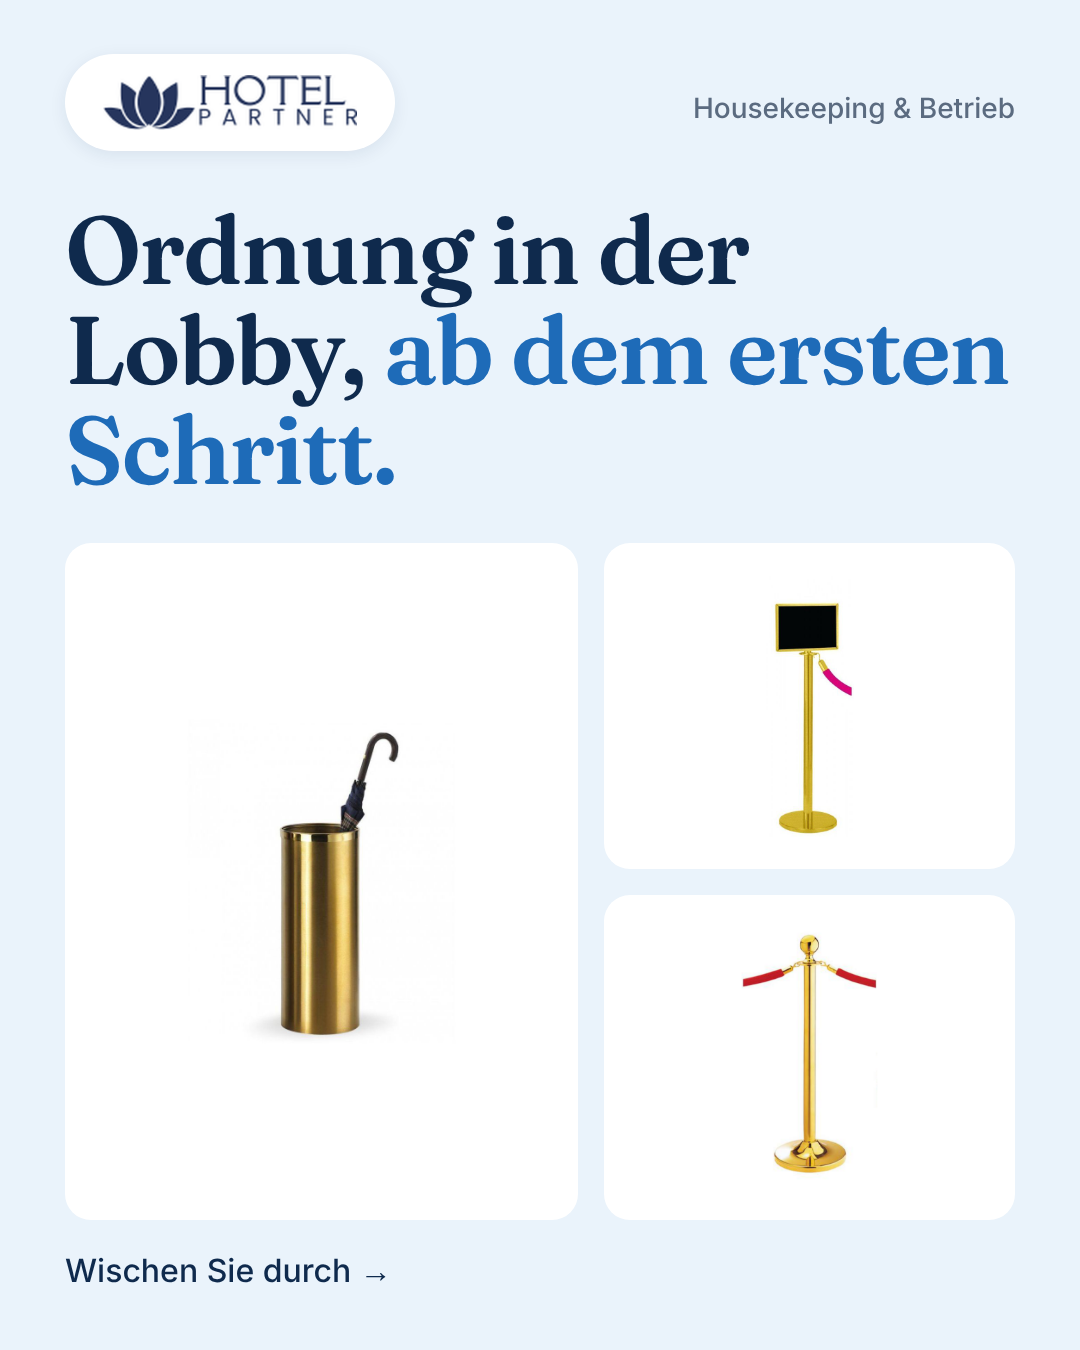 HOTEL
PARTNER
Housekeeping & Betrieb
Ordnung in der
Lobby, ab dem ersten
Schritt.
Wischen Sie durch →